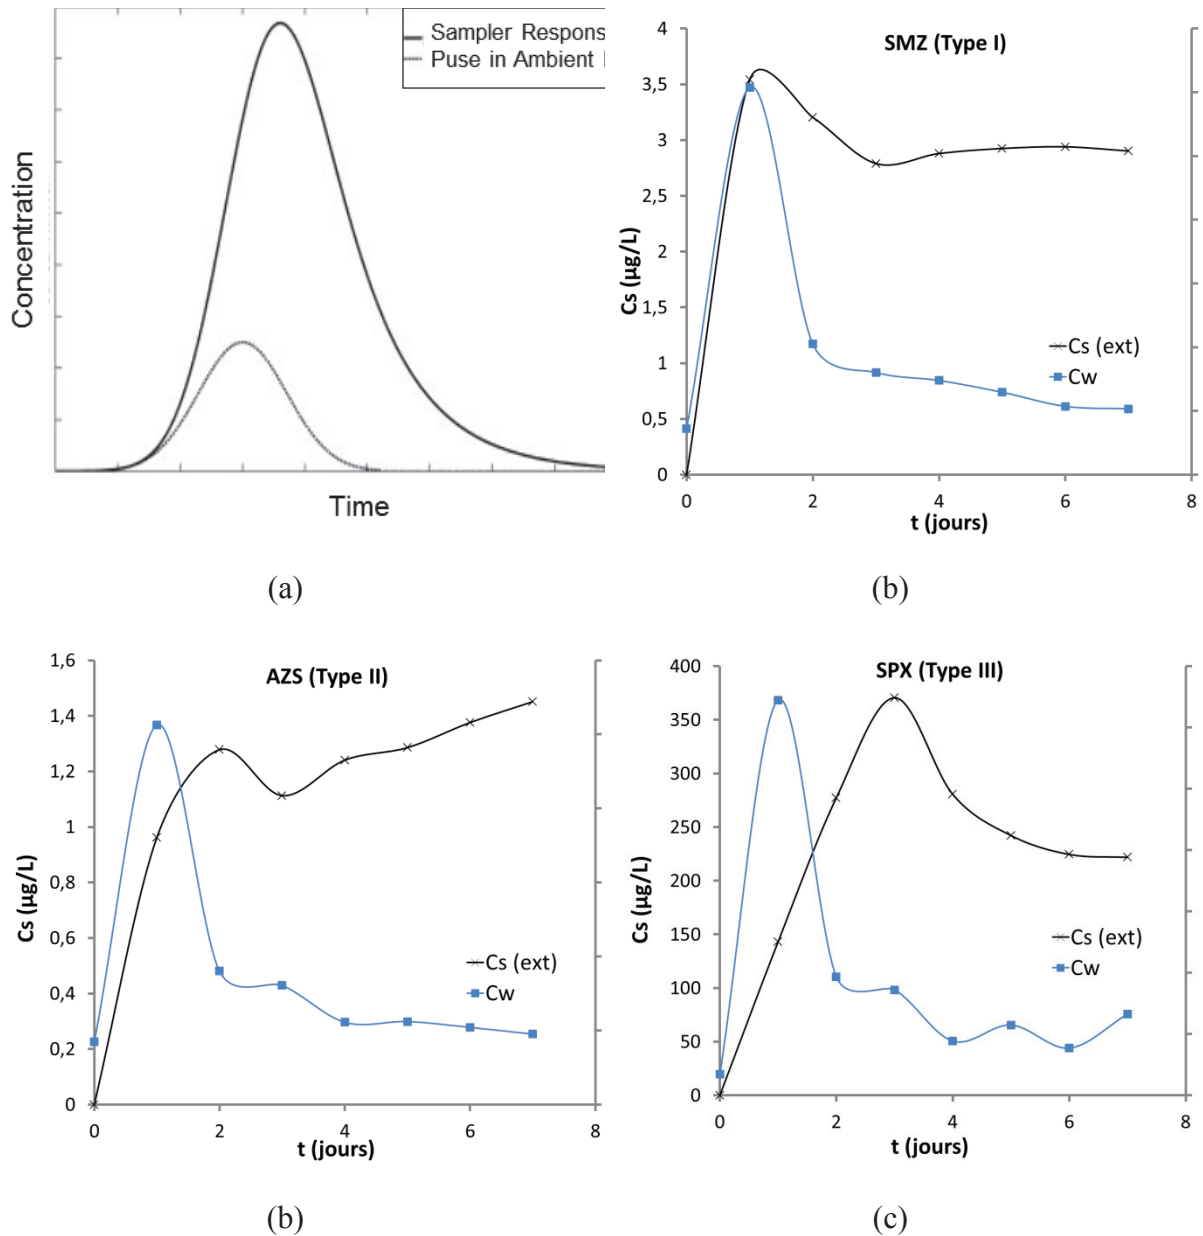 Sampler Respons
Puse in Ambient
Concentration
Time
(a)
SMZ (Type I)
4
3,5
3
2,5
2
1,5
1
0,5
0
Cs (µg/L)
Cs (ext)
Cw
0 2 4 6 8
t (jours)
(b)
AZS (Type II)
1,6
1,4
1,2
1
0,8
0,6
0,4
0,2
0
Cs (µg/L)
Cs (ext)
Cw
0 2 4 6 8
t (jours)
(b)
SPX (Type III)
400
350
300
250
200
150
100
50
0
Cs (µg/L)
Cs (ext)
Cw
0 2 4 6 8
t (jours)
(c)